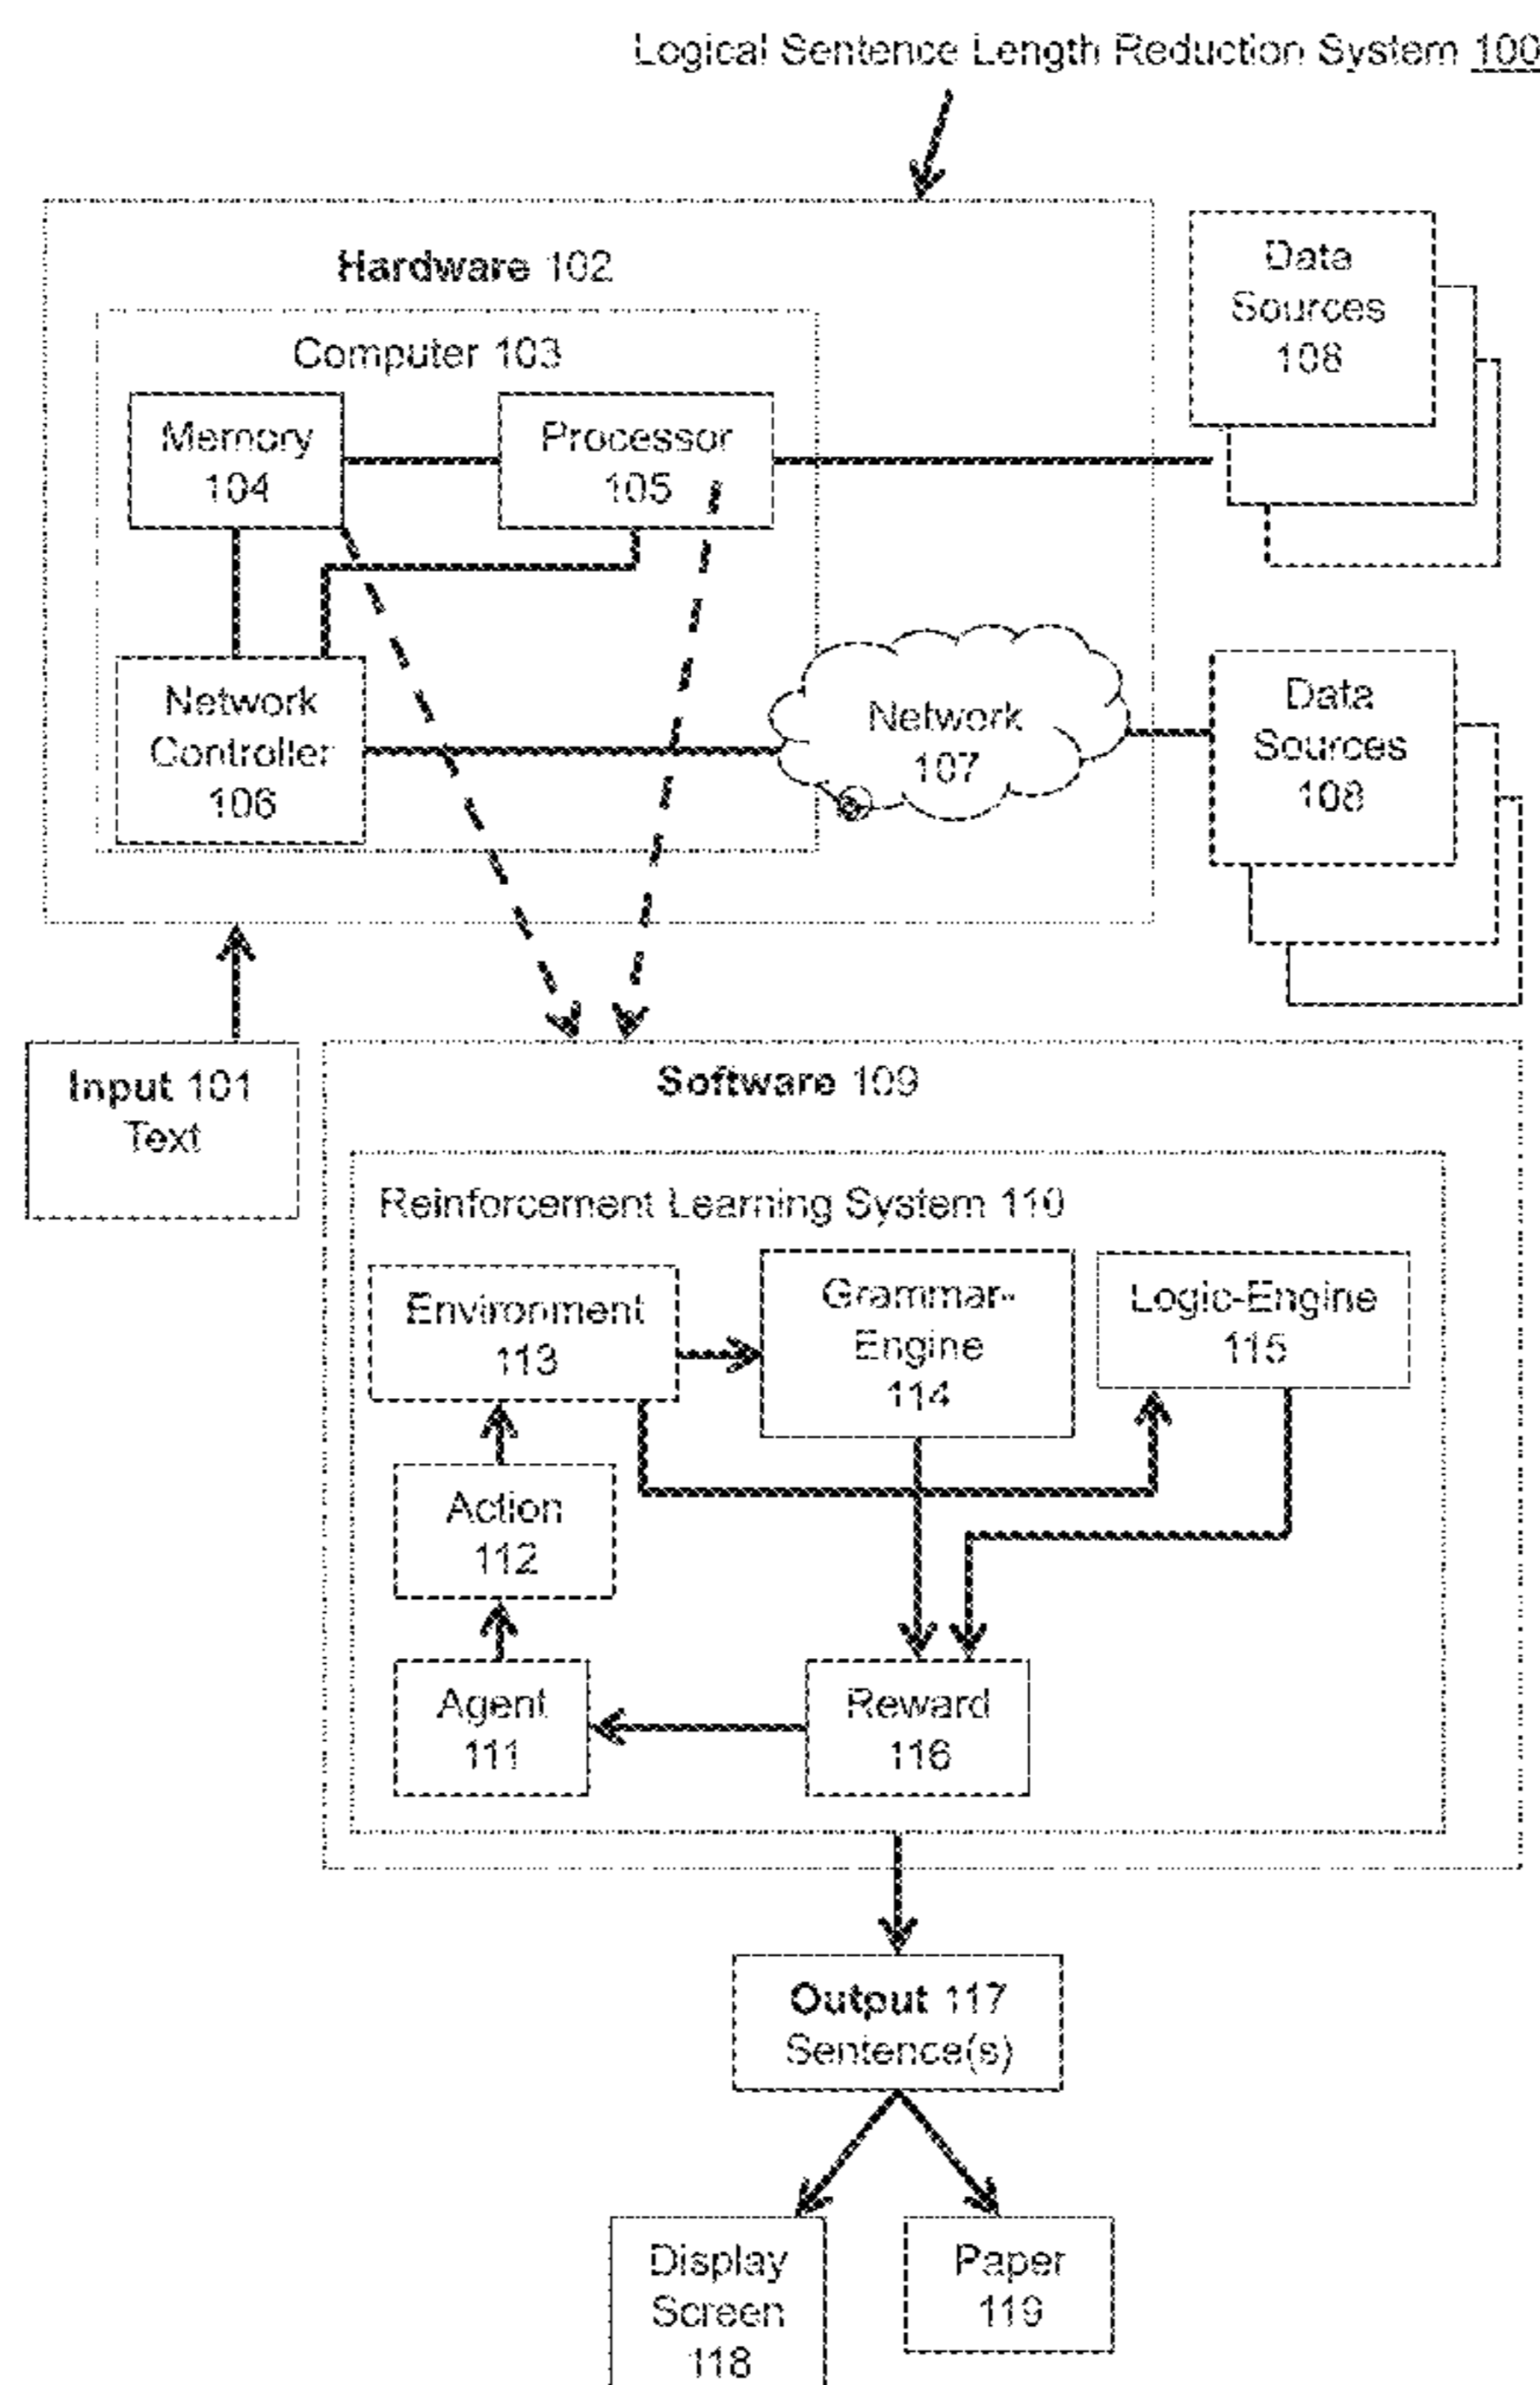 Logical Sentence Length Reduction System 100
Hardware 102
Computer 103
Memory
104
Processor
105
Data
Sources
108
Network
Controller
106
Network
107
Data
Sources
108
Input 101
Text
Software 109
Reinforcement Learning System 110
Environment
113
Grammar-
Engine
114
Logic-Engine
115
Action
112
Agent
111
Reward
116
Output 117
Sentence(s)
Display
Screen
118
Paper
119